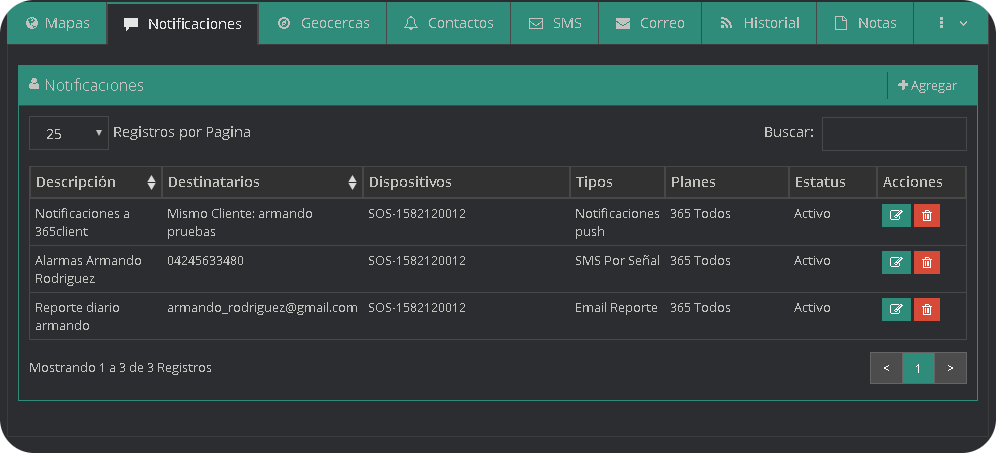 Mapas Notificaciones Geocercas Contactos SMS Correo Historial Notas
Notificaciones Agregar
25 Registros por Pagina Buscar:
Descripción Destinatarios Dispositivos Tipos Planes Estatus Acciones
Notificaciones a Mismo Cliente: armando SOS-1582120012 Notificaciones 365 Todos Activo
365client pruebas push
Alarmas Armando 04245633480 SOS-1582120012 SMS Por Señal 365 Todos Activo
Rodriguez
Reporte diario armando_rodriguez@gmail.com SOS-1582120012 Email Reporte 365 Todos Activo
armando
Mostrando 1 a 3 de 3 Registros < 1 >